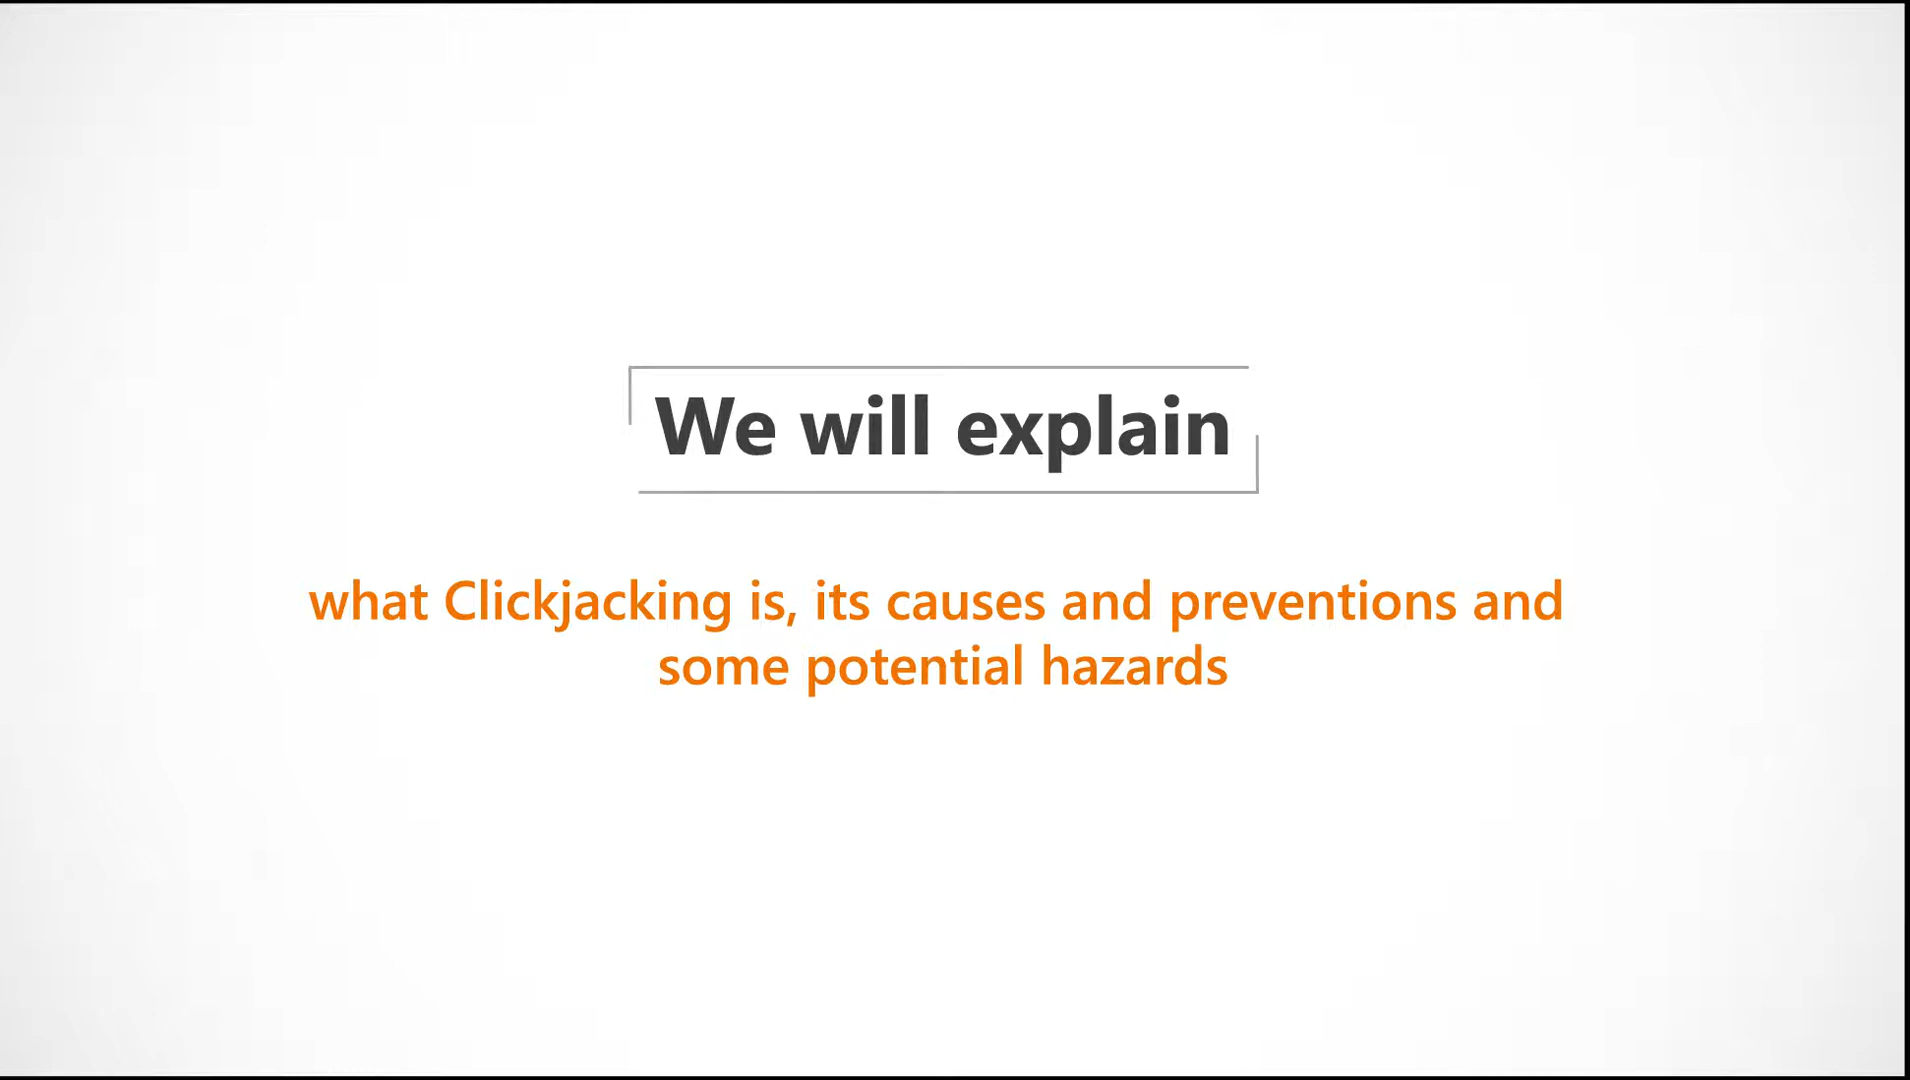 We will explain
what Clickjacking is, its causes and preventions and
some potential hazards